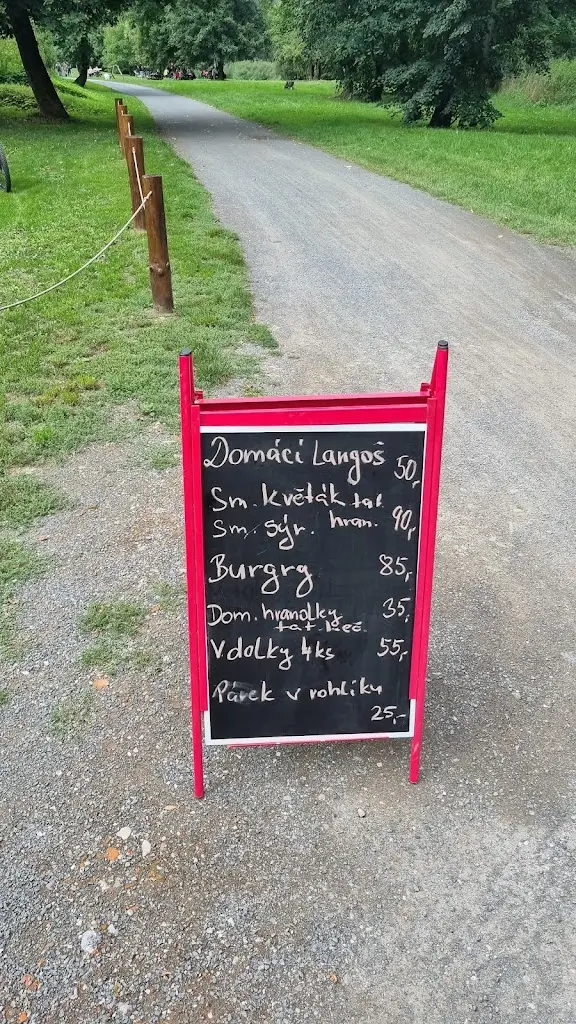 Domácí Langoš 50,-
Sm. květák tat.
Sm. sýr. hran. 90,-
Burgry 85,-
Dom. hranolky 35,-
tat. keč.
Vdolky 4ks 55,-
Párek v rohlíku
25,-